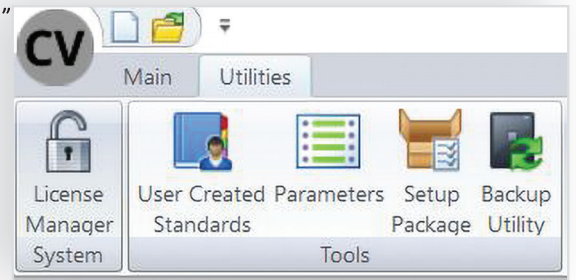 ”
CV
Main Utilities
License User Created Parameters Setup Backup
Manager Standards Package Utility
System Tools